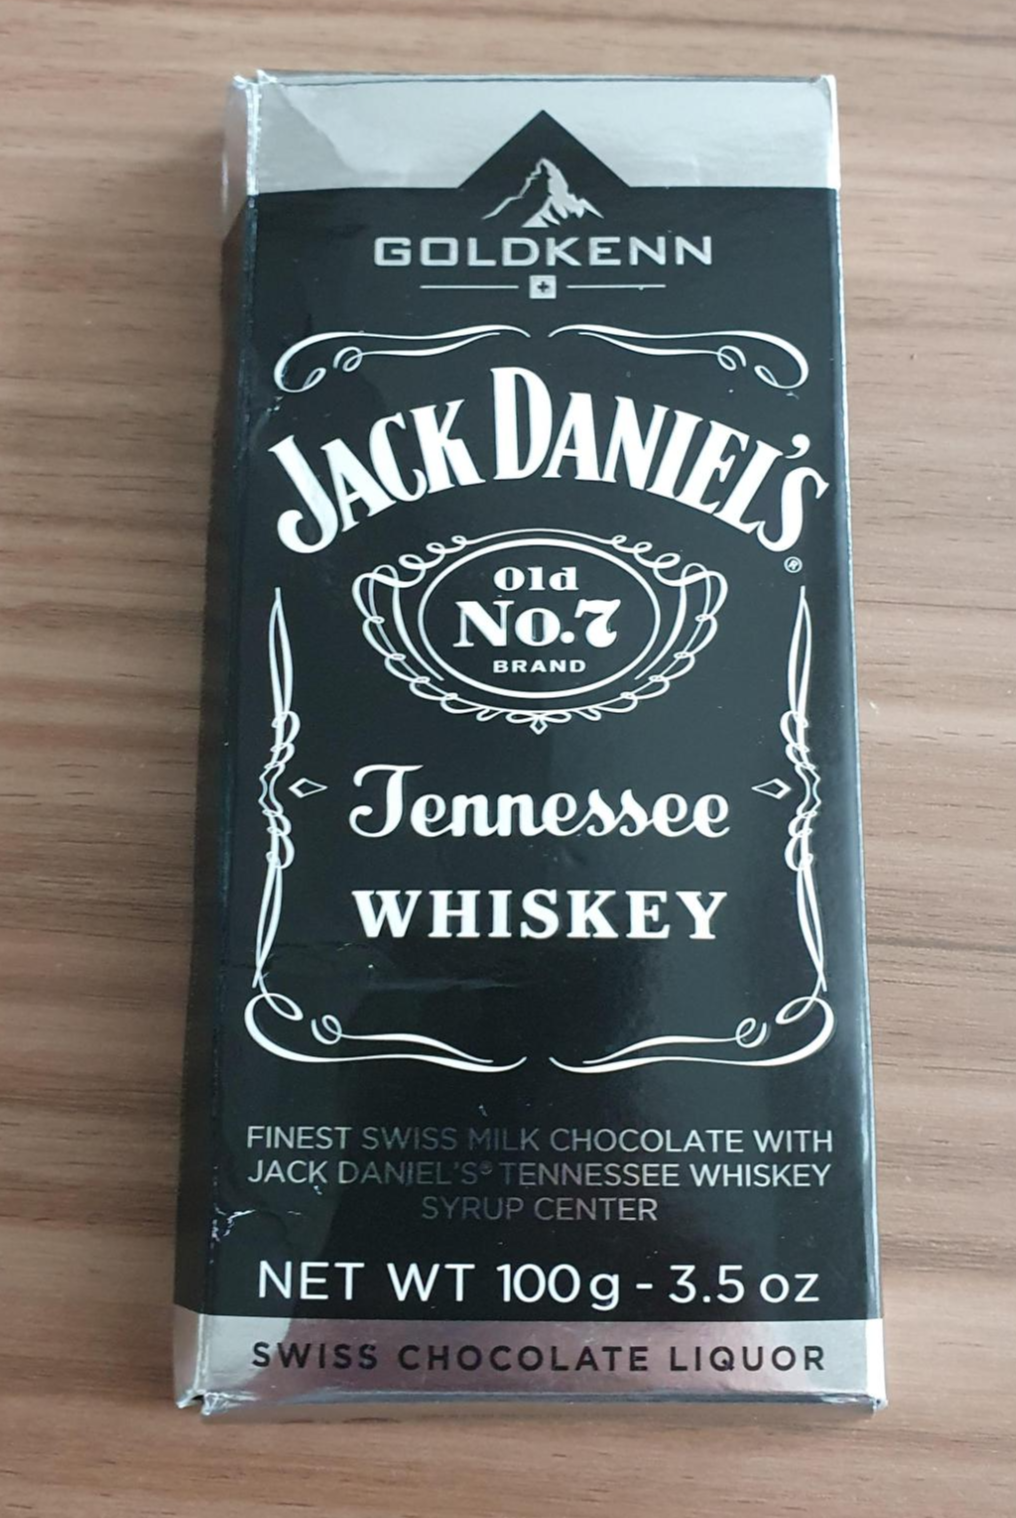 GOLDKENN
JACK DANIEL'S
®
Old
No.7
BRAND
Tennessee
WHISKEY
FINEST SWISS MILK CHOCOLATE WITH
JACK DANIEL'S® TENNESSEE WHISKEY
SYRUP CENTER
NET WT 100g - 3.5 oz
SWISS CHOCOLATE LIQUOR